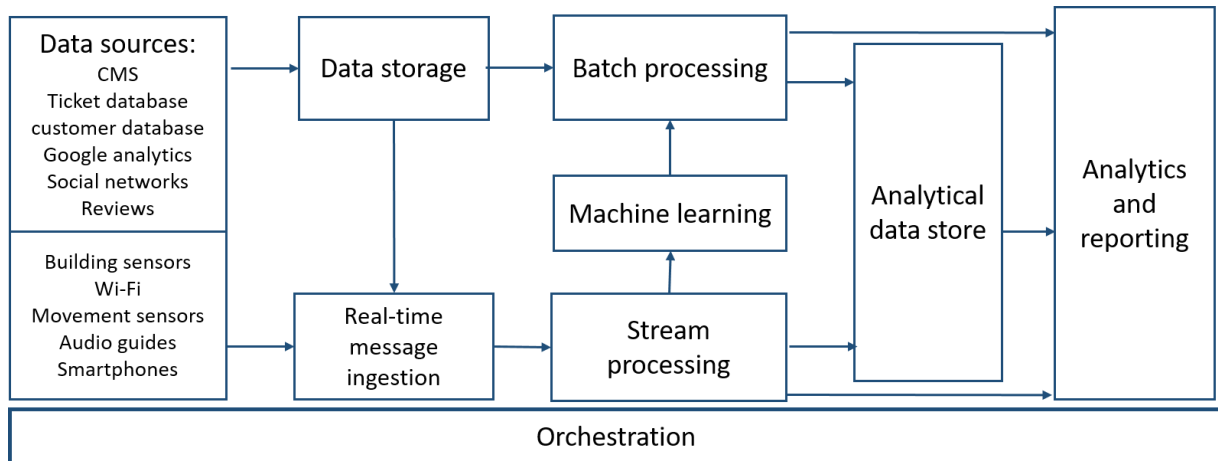 Data sources:
CMS
Ticket database
customer database
Google analytics
Social networks
Reviews
Building sensors
Wi-Fi
Movement sensors
Audio guides
Smartphones
Data storage
Real-time
message
ingestion
Batch processing
Machine learning
Stream
processing
Analytical
data store
Analytics
and
reporting
Orchestration